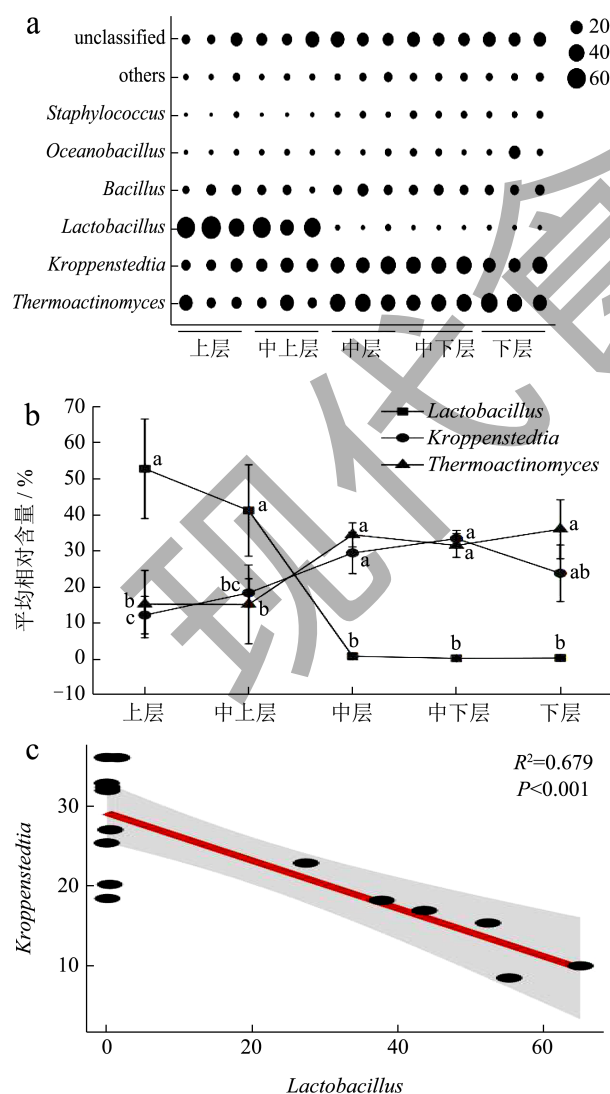 a
unclassified
others
Staphylococcus
Oceanobacillus
Bacillus
Lactobacillus
Kroppenstedtia
Thermoactinomyces
20
40
60
上层 中上层 中层 中下层 下层
b
平均相对含量 / %
70
60
50
40
30
20
10
0
−10
Lactobacillus
Kroppenstedtia
Thermoactinomyces
a
b
c
a
bc
b
a
a
b
a
a
b
a
ab
b
上层 中上层 中层 中下层 下层
c
R²=0.679
P<0.001
Kroppenstedtia
30
20
10
0 20 40 60
Lactobacillus
现代食